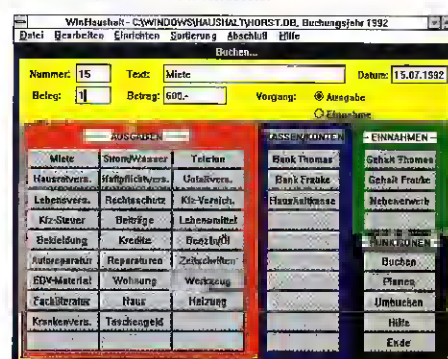 WinHaushalt - C:\WINDOWS\HAUSHALT\HORST.DB, Buchungsjahr 1992
Datei Bearbeiten Einrichten Sortierung Abschluß Hilfe
Buchen...
Nummer: 15 Text: Miete Datum: 15.07.1992
Beleg: 1 Betrag: 600,- Vorgang: Ausgabe
Einnahme
AUSGABEN KASSEN/KONTEN EINNAHMEN
Miete Strom/Wasser Telefon Bank Thomas Gehalt Thomas
Hausratvers. Haftpflichtvers. Unfallvers. Bank Frauke Gehalt Frauke
Lebensvers. Rechtsschutz Kfz-Versich. Haushaltkasse Nebenerwerb
Kfz-Steuer Beiträge Lebensmittel
Bekleidung Kredite Benzin/Öl FUNKTIONEN
Autoreparatur Reparaturen Zeitschriften Buchen
EDV-Material Wohnung Werkzeug Planen
Fachliteratur Haus Heizung Umbuchen
Krankenvers. Taschengeld Hilfe
Ende